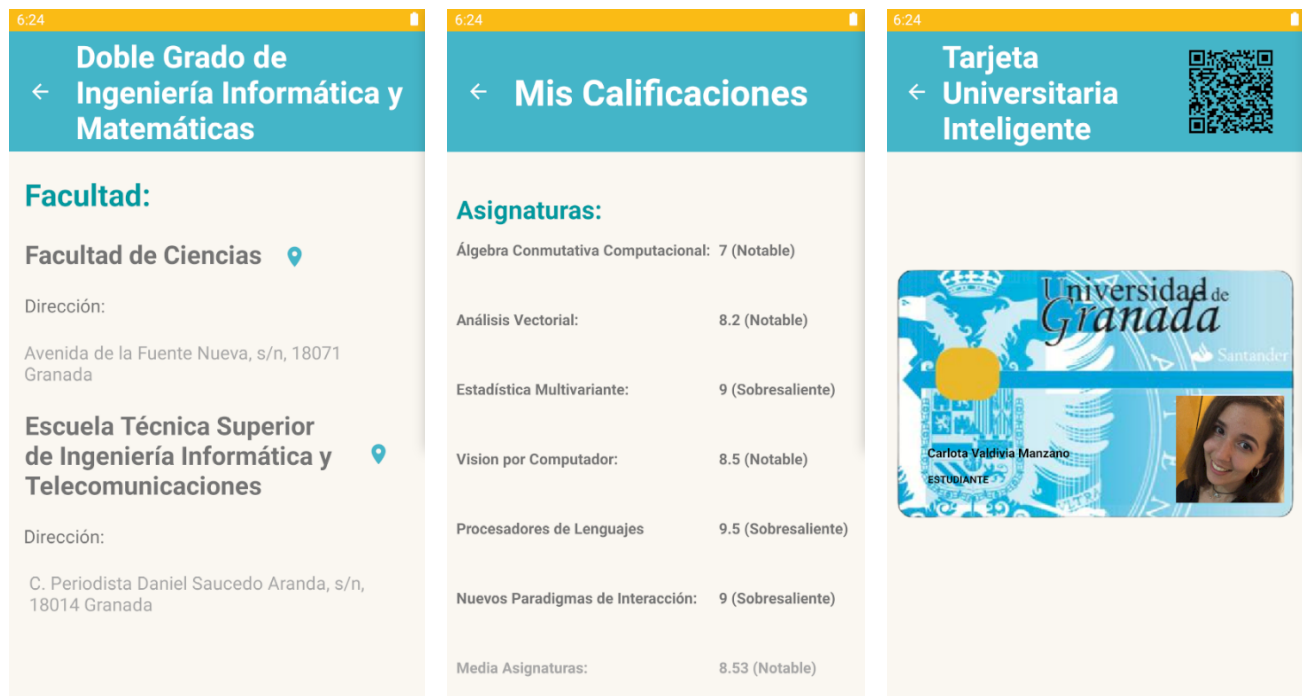 6:24
Doble Grado de
Ingeniería Informática y
Matemáticas
Facultad:
Facultad de Ciencias
Dirección:
Avenida de la Fuente Nueva, s/n, 18071
Granada
Escuela Técnica Superior
de Ingeniería Informática y
Telecomunicaciones
Dirección:
C. Periodista Daniel Saucedo Aranda, s/n,
18014 Granada
6:24
Mis Calificaciones
Asignaturas:
Álgebra Conmutativa Computacional: 7 (Notable)
Análisis Vectorial: 8.2 (Notable)
Estadística Multivariante: 9 (Sobresaliente)
Vision por Computador: 8.5 (Notable)
Procesadores de Lenguajes 9.5 (Sobresaliente)
Nuevos Paradigmas de Interacción: 9 (Sobresaliente)
Media Asignaturas: 8.53 (Notable)
6:24
Tarjeta
Universitaria
Inteligente
Universidad de
Granada
Santander
Carlota Valdivia Manzano
ESTUDIANTE